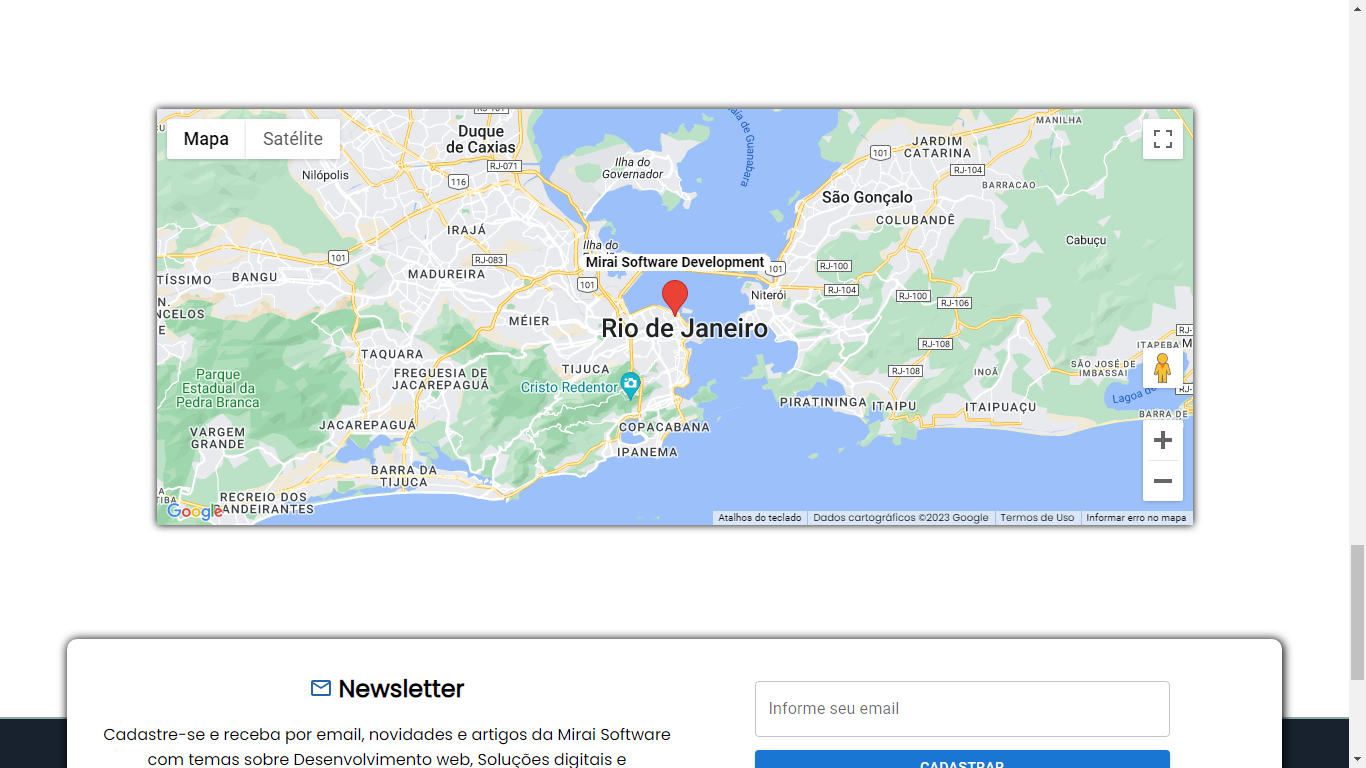 Mapa
Satélite
Duque
de Caxias
RJ-071
Nilópolis
116
Ilha do
Governador
MANILHA
101
JARDIM
CATARINA
RJ-104
BARRACAO
São Gonçalo
COLUBANDÊ
IRAJÁ
Cabuçu
Ilha do
101
RJ-083
BANGU
MADUREIRA
Mirai Software Development
101
RJ-100
TÍSSIMO
101
RJ-104
Niterói
RJ-100
RJ-106
MÉIER
Rio de Janeiro
RJ-108
ITAPEBA
TAQUARA
TIJUCA
FREGUESIA DE
JACAREPAGUÁ
Cristo Redentor
RJ-108
INOÃ
SÃO JOSÉ DE
IMBASSAI
Parque
Estadual da
Pedra Branca
PIRATININGA
ITAIPU
ITAIPUAÇU
Lagoa de
BARRA DE
JACAREPAGUÁ
COPACABANA
VARGEM
GRANDE
IPANEMA
BARRA DA
TIJUCA
RECREIO DOS
BANDEIRANTES
Google
Atalhos do teclado
Dados cartográficos ©2023 Google
Termos de Uso
Informar erro no mapa
Newsletter
Informe seu email
Cadastre-se e receba por email, novidades e artigos da Mirai Software
com temas sobre Desenvolvimento web, Soluções digitais e
CADASTRAR